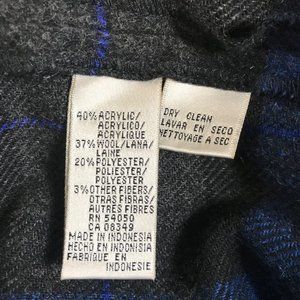 40% ACRYLIC/
ACRYLICO/
ACRYLIQUE
37% WOOL/LANA/
LAINE
20% POLYESTER/
POLIESTER/
POLYESTER
3% OTHER FIBERS/
OTRAS FIBRAS/
AUTRES FIBRES
RN 54050
CA 08349
MADE IN INDONESIA
HECHO EN INDONESIA
FABRIQUE EN
INDONESIE
DRY CLEAN
LAVAR EN SECO
NETTOYAGE A SEC